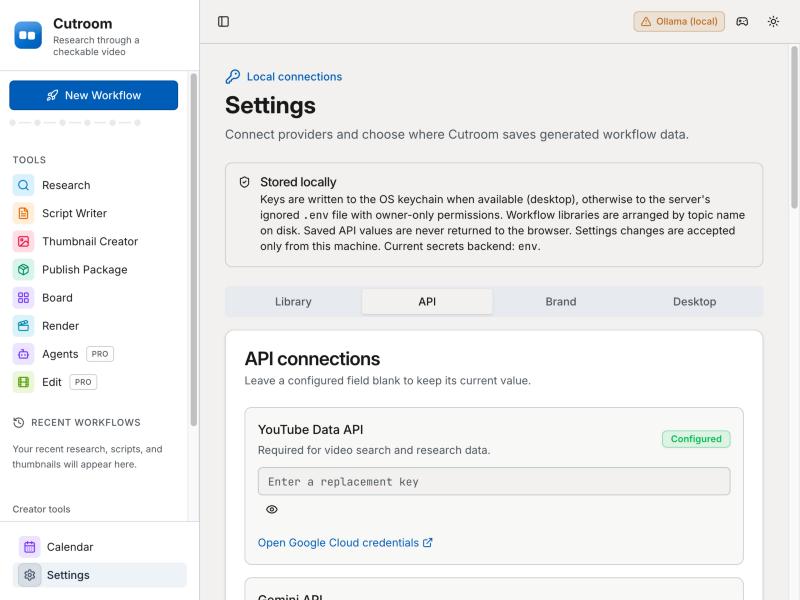 Cutroom
Research through a
checkable video
New Workflow
TOOLS
Research
Script Writer
Thumbnail Creator
Publish Package
Board
Render
Agents PRO
Edit PRO
RECENT WORKFLOWS
Your recent research, scripts, and
thumbnails will appear here.
Creator tools
Calendar
Settings
Ollama (local)
Local connections
Settings
Connect providers and choose where Cutroom saves generated workflow data.
Stored locally
Keys are written to the OS keychain when available (desktop), otherwise to the server's
ignored .env file with owner-only permissions. Workflow libraries are arranged by topic name
on disk. Saved API values are never returned to the browser. Settings changes are accepted
only from this machine. Current secrets backend: env.
Library API Brand Desktop
API connections
Leave a configured field blank to keep its current value.
YouTube Data API
Required for video search and research data.
Configured
Enter a replacement key
Open Google Cloud credentials
Gemini API